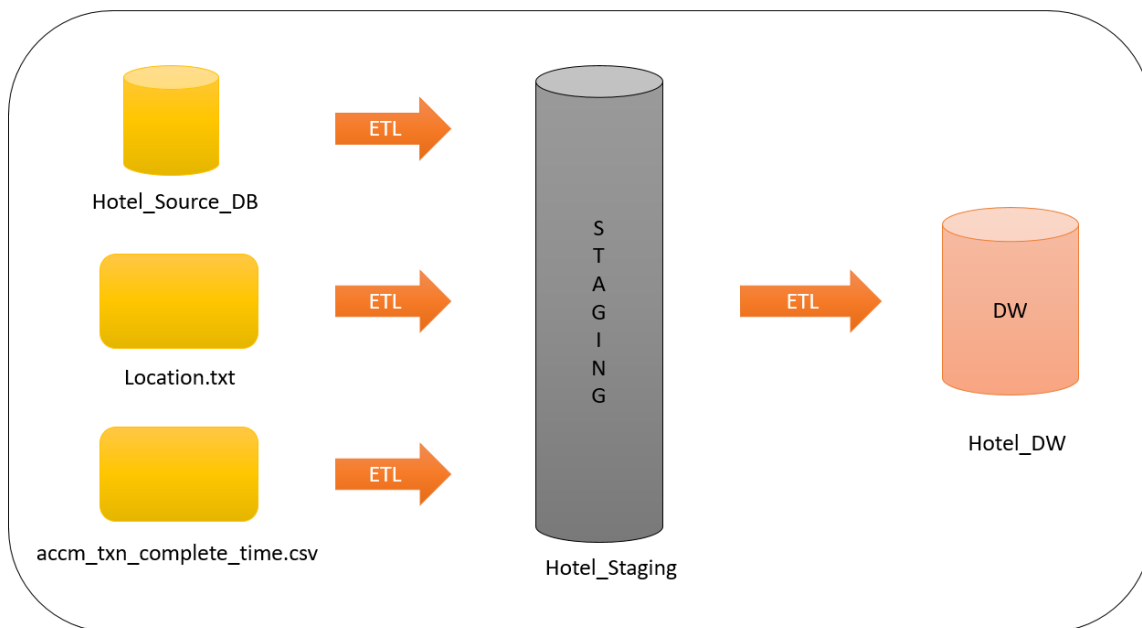 ETL
Hotel_Source_DB
ETL
Location.txt
ETL
accm_txn_complete_time.csv
S
T
A
G
I
N
G
Hotel_Staging
ETL
DW
Hotel_DW